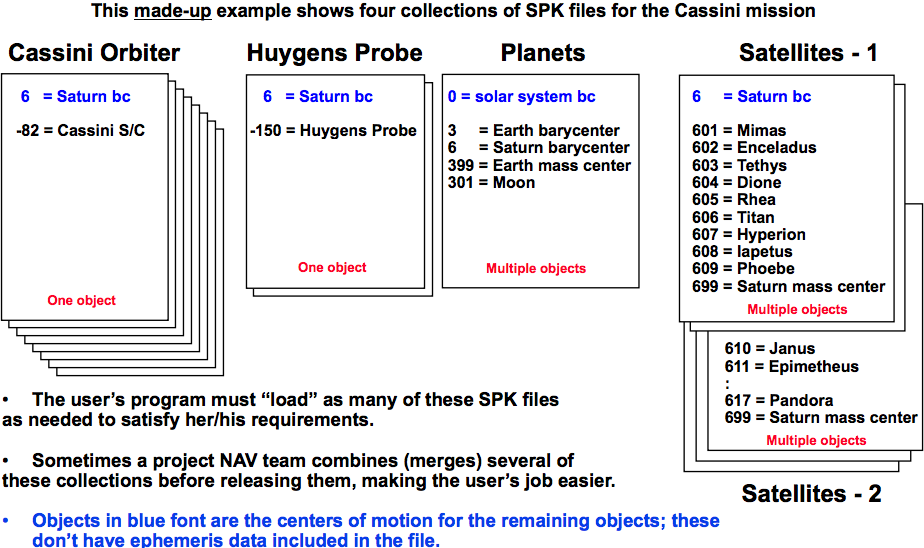 This made-up example shows four collections of SPK files for the Cassini mission
Cassini Orbiter
6 = Saturn bc
-82 = Cassini S/C
One object
Huygens Probe
6 = Saturn bc
-150 = Huygens Probe
One object
Planets
0 = solar system bc
3 = Earth barycenter
6 = Saturn barycenter
399 = Earth mass center
301 = Moon
Multiple objects
Satellites - 1
6 = Saturn bc
601 = Mimas
602 = Enceladus
603 = Tethys
604 = Dione
605 = Rhea
606 = Titan
607 = Hyperion
608 = Iapetus
609 = Phoebe
699 = Saturn mass center
Multiple objects
610 = Janus
611 = Epimetheus
:
617 = Pandora
699 = Saturn mass center
Multiple objects
Satellites - 2
• The user's program must “load” as many of these SPK files
as needed to satisfy her/his requirements.
• Sometimes a project NAV team combines (merges) several of
these collections before releasing them, making the user's job easier.
• Objects in blue font are the centers of motion for the remaining objects; these
don't have ephemeris data included in the file.